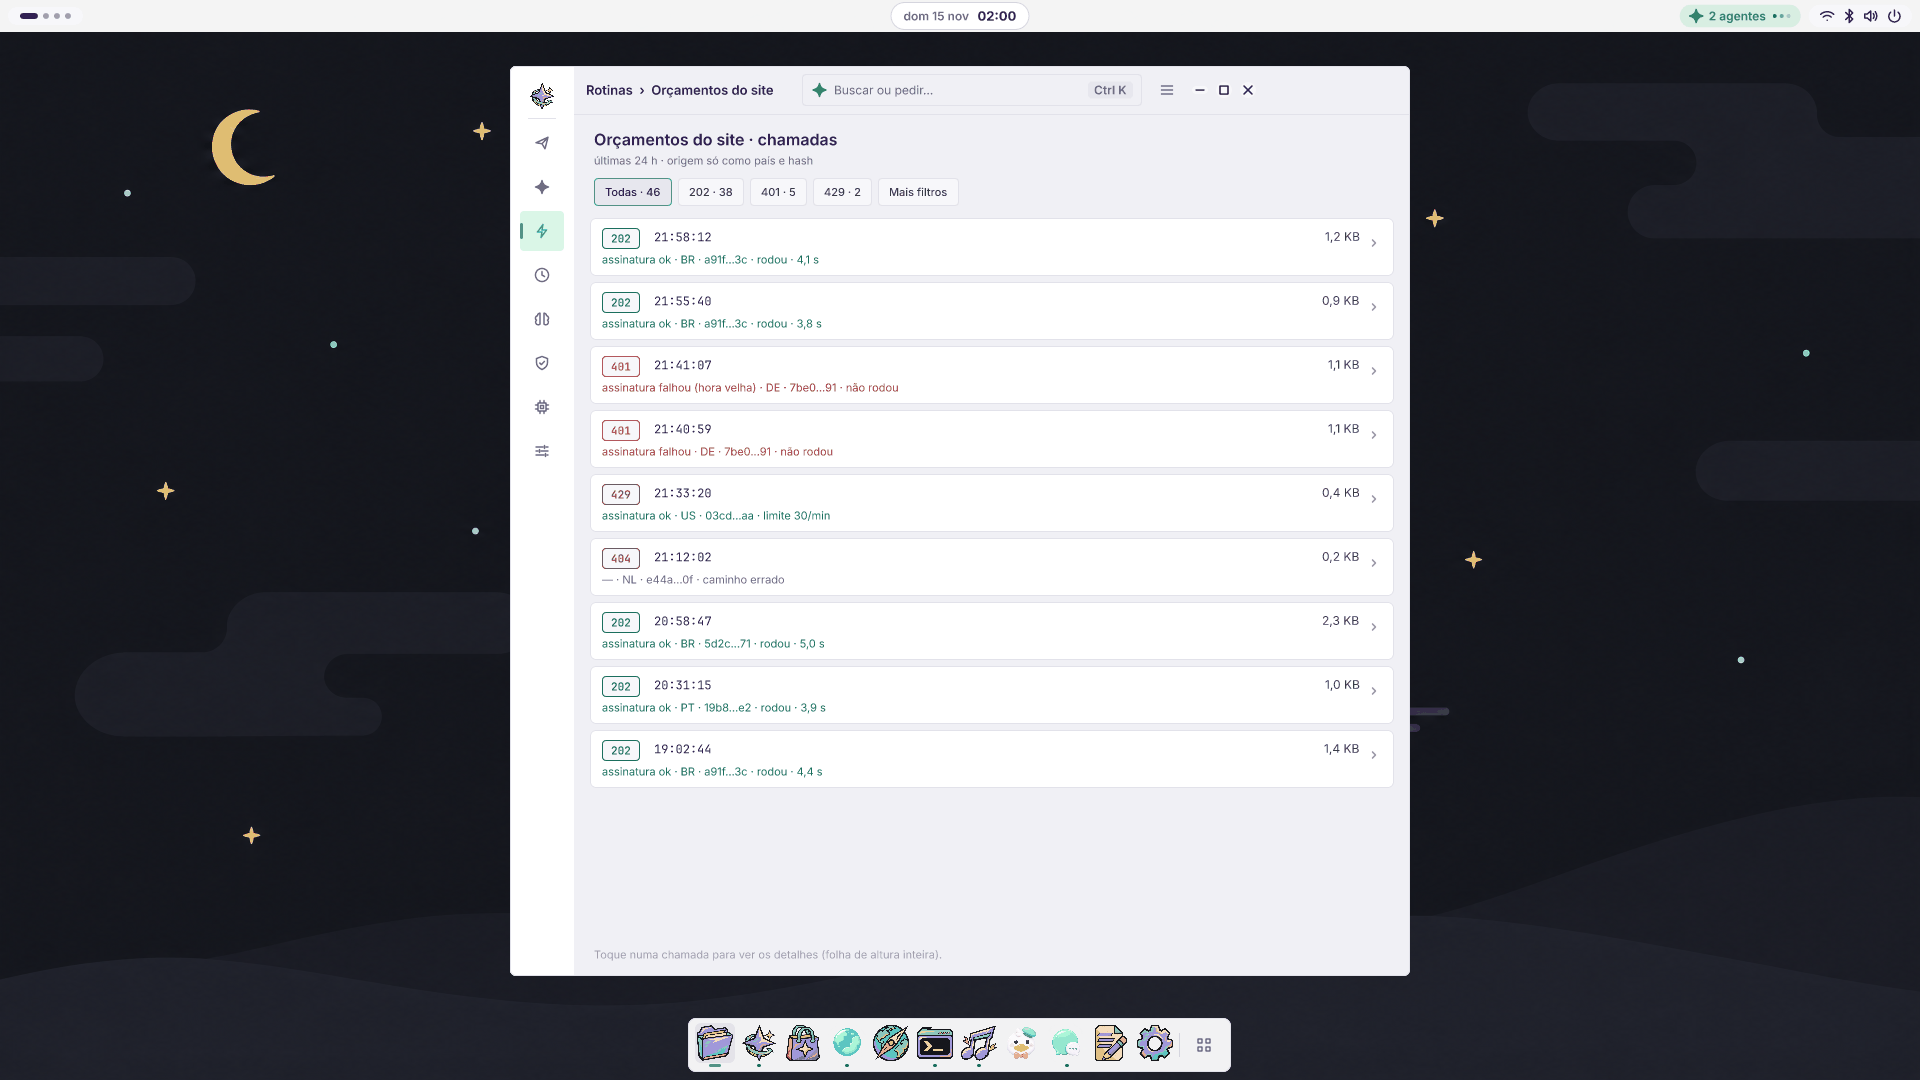 dom 15 nov 02:00
2 agentes
Rotinas › Orçamentos do site
Buscar ou pedir... Ctrl K
Orçamentos do site · chamadas
últimas 24 h · origem só como país e hash
Todas · 46
202 · 38
401 · 5
429 · 2
Mais filtros
202 21:58:12 1,2 KB
assinatura ok · BR · a91f...3c · rodou · 4,1 s
202 21:55:40 0,9 KB
assinatura ok · BR · a91f...3c · rodou · 3,8 s
401 21:41:07 1,1 KB
assinatura falhou (hora velha) · DE · 7be0...91 · não rodou
401 21:40:59 1,1 KB
assinatura falhou · DE · 7be0...91 · não rodou
429 21:33:20 0,4 KB
assinatura ok · US · 03cd...aa · limite 30/min
404 21:12:02 0,2 KB
— · NL · e44a...0f · caminho errado
202 20:58:47 2,3 KB
assinatura ok · BR · 5d2c...71 · rodou · 5,0 s
202 20:31:15 1,0 KB
assinatura ok · PT · 19b8...e2 · rodou · 3,9 s
202 19:02:44 1,4 KB
assinatura ok · BR · a91f...3c · rodou · 4,4 s
Toque numa chamada para ver os detalhes (folha de altura inteira).